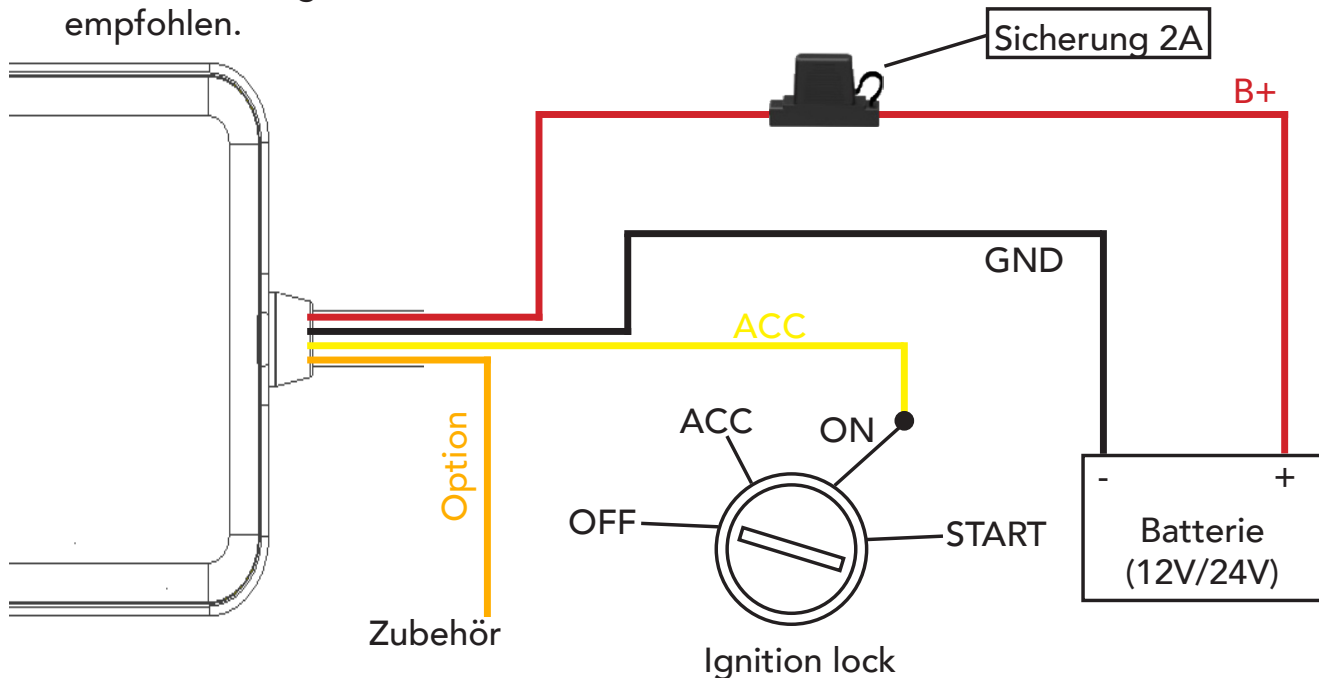 empfohlen.
Sicherung 2A
B+
GND
ACC
Option
ACC
ON
OFF
START
- +
Batterie
(12V/24V)
Zubehör
Ignition lock